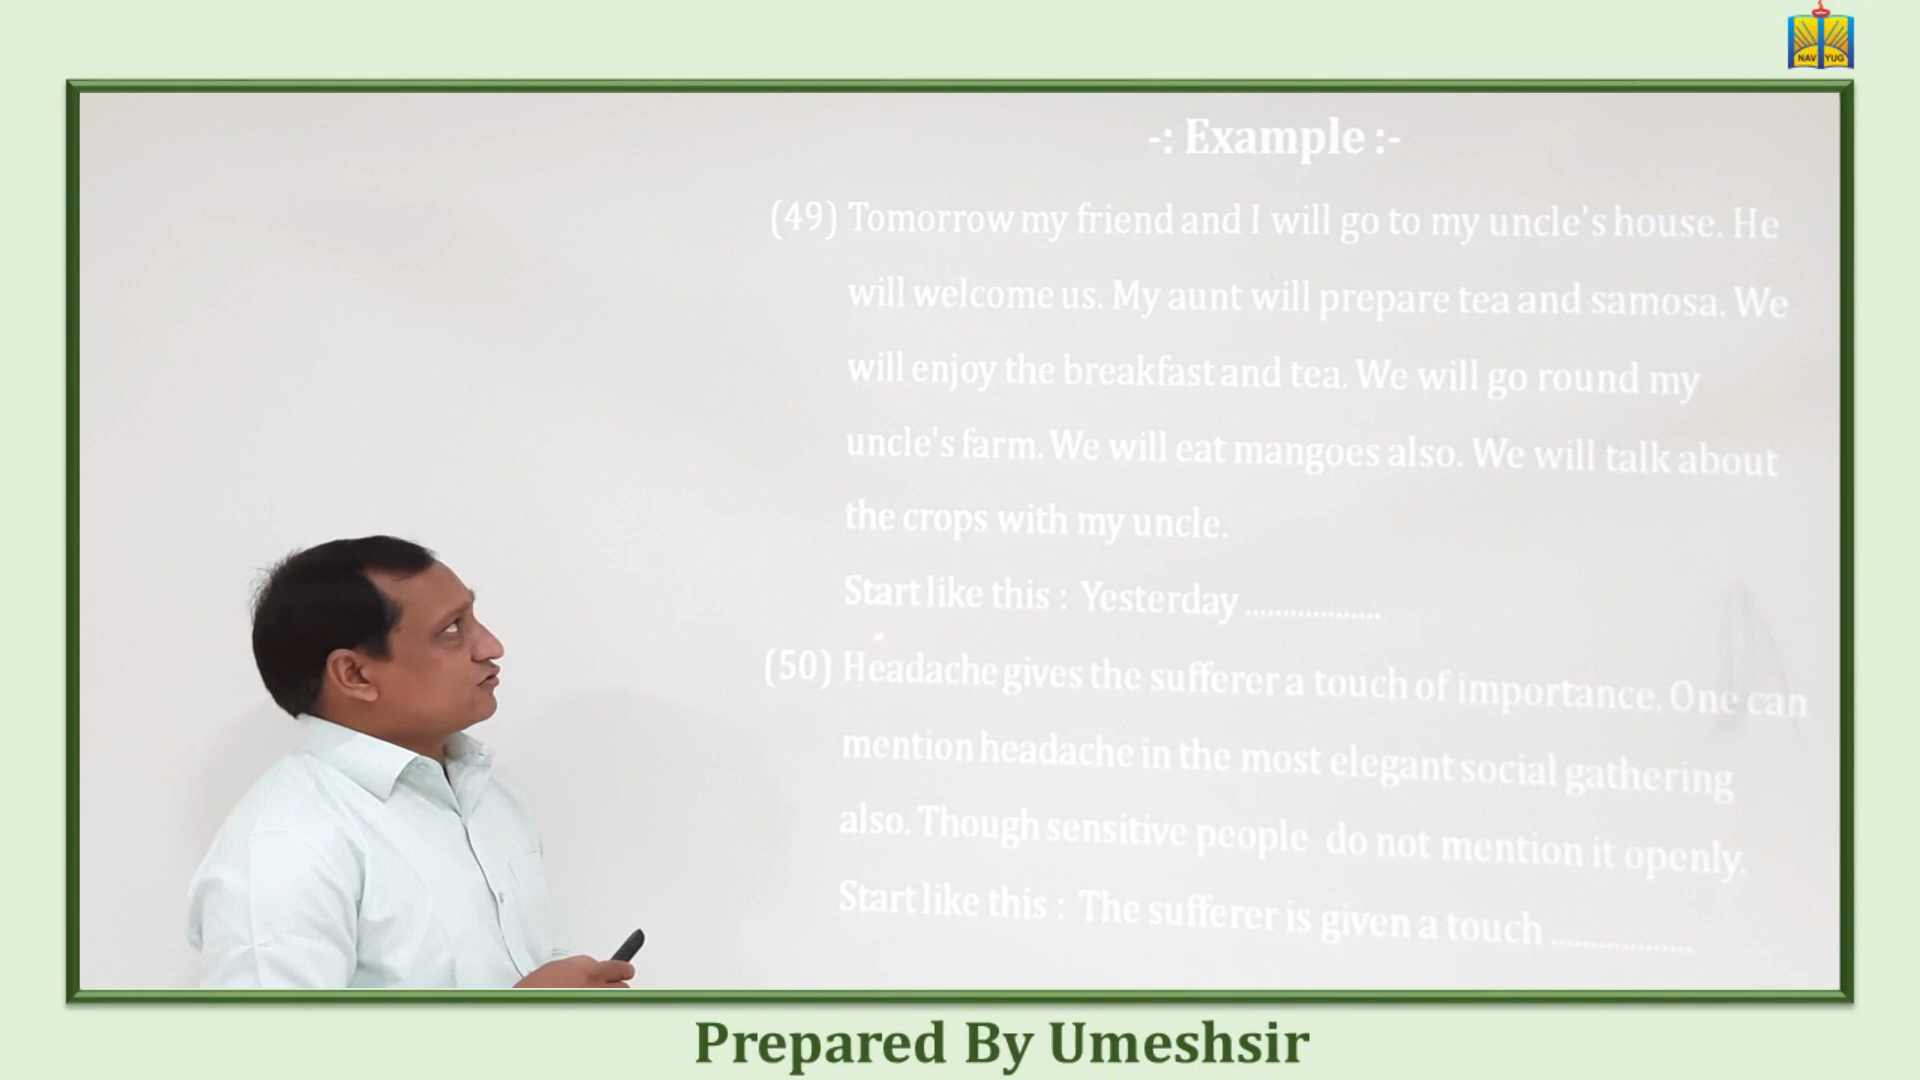 NAV YUG
-: Example :-
(49) Tomorrow my friend and I will go to my uncle's house. He
will welcome us. My aunt will prepare tea and samosa. We
will enjoy the breakfast and tea. We will go round my
uncle's farm. We will eat mangoes also. We will talk about
the crops with my uncle.
Start like this : Yesterday ..................
(50) Headache gives the sufferer a touch of importance. One can
mention headache in the most elegant social gathering
also. Though sensitive people do not mention it openly.
Start like this : The sufferer is given a touch ..................
Prepared By Umeshsir